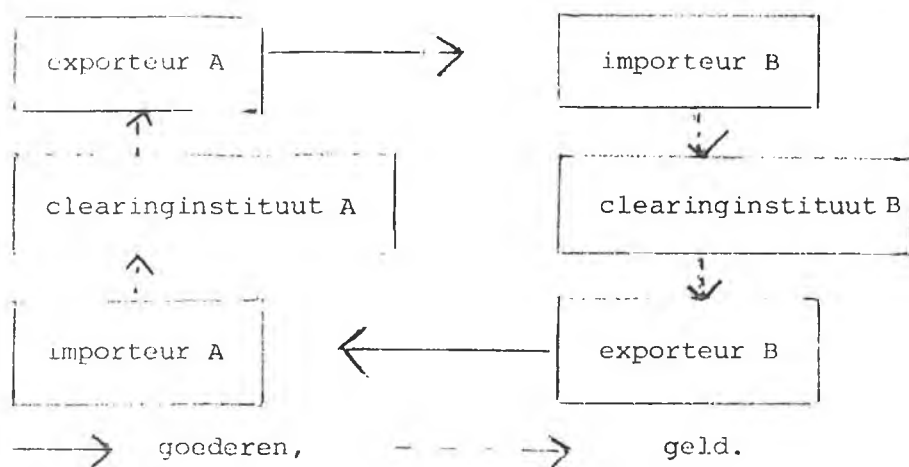 exporteur A importeur B
clearinginstituut A clearinginstituut B
importeur A exporteur B
goederen, geld.